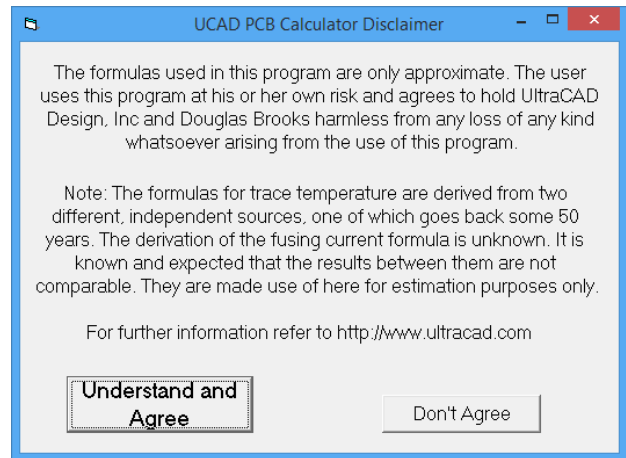 UCAD PCB Calculator Disclaimer
The formulas used in this program are only approximate. The user
uses this program at his or her own risk and agrees to hold UltraCAD
Design, Inc and Douglas Brooks harmless from any loss of any kind
whatsoever arising from the use of this program.
Note: The formulas for trace temperature are derived from two
different, independent sources, one of which goes back some 50
years. The derivation of the fusing current formula is unknown. It is
known and expected that the results between them are not
comparable. They are made use of here for estimation purposes only.
For further information refer to http://www.ultracad.com
Understand and
Agree
Don't Agree